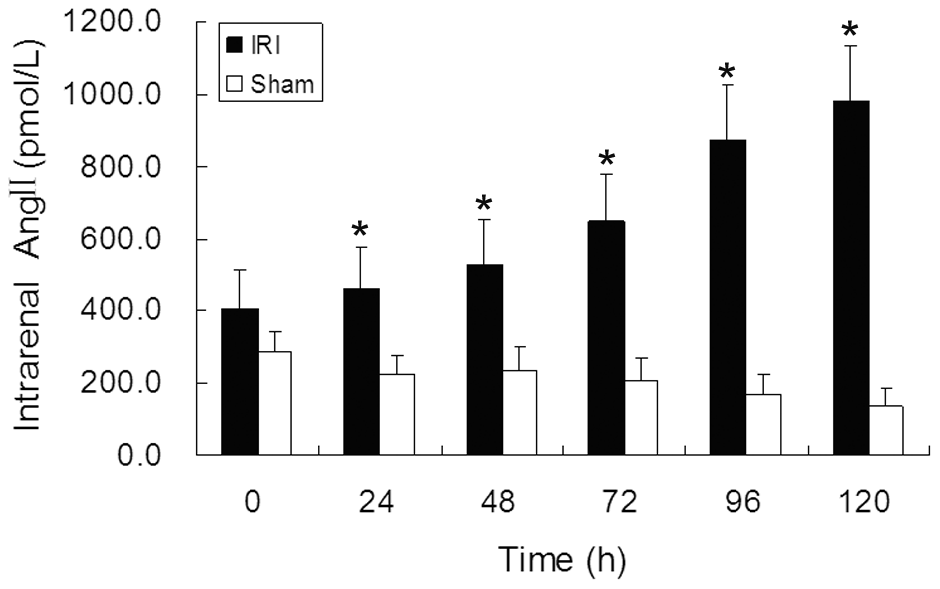 Intrarenal AngII (pmol/L)
1200.0
1000.0
800.0
600.0
400.0
200.0
0.0
IRI
Sham
*
*
*
*
*
0 24 48 72 96 120
Time (h)